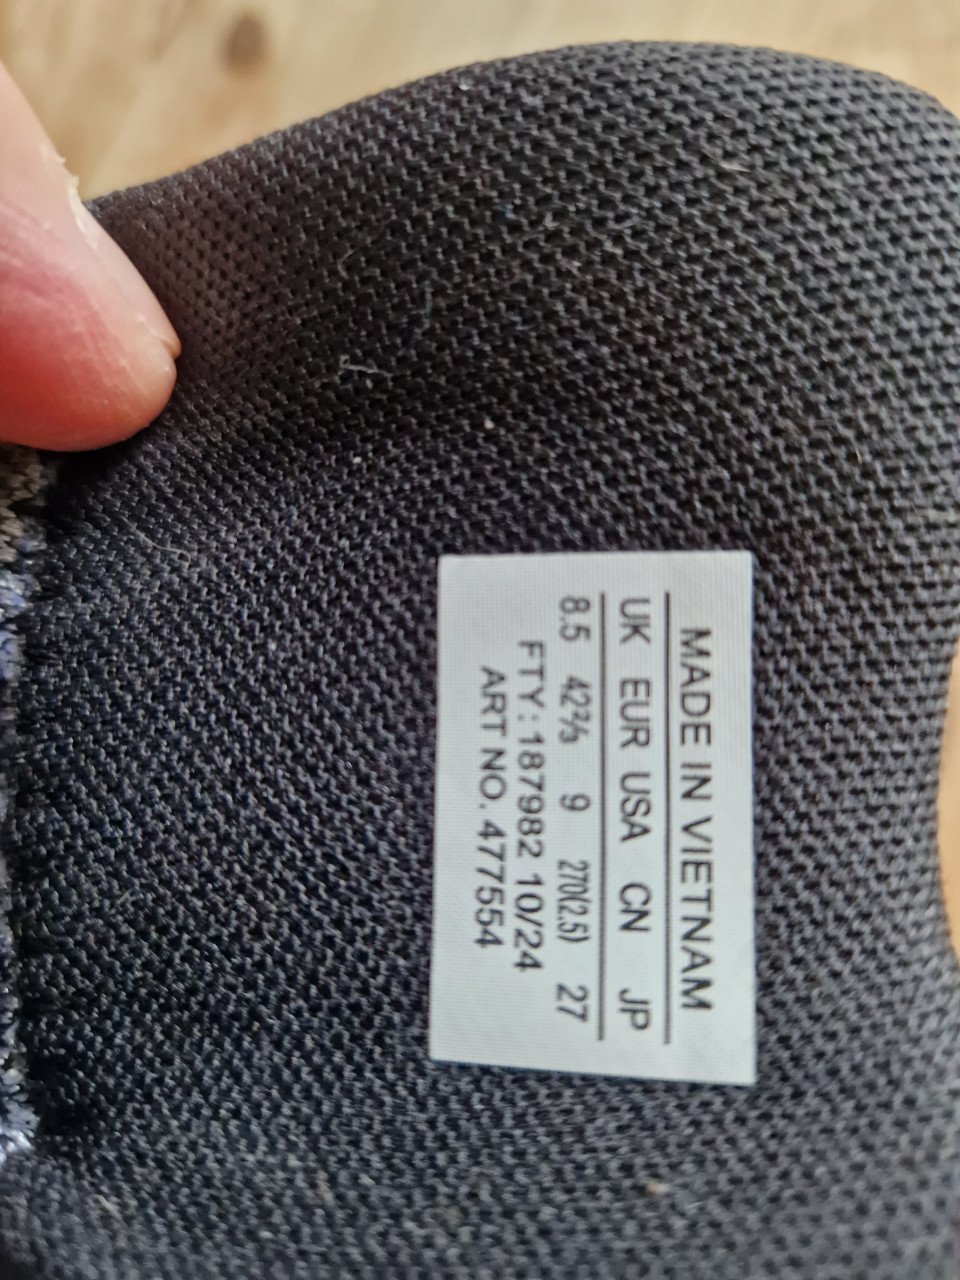 MADE IN VIETNAM
UK EUR USA CN JP
8.5 42⅔ 9 270(2.5) 27
FTY:187982 10/24
ART NO. 477554